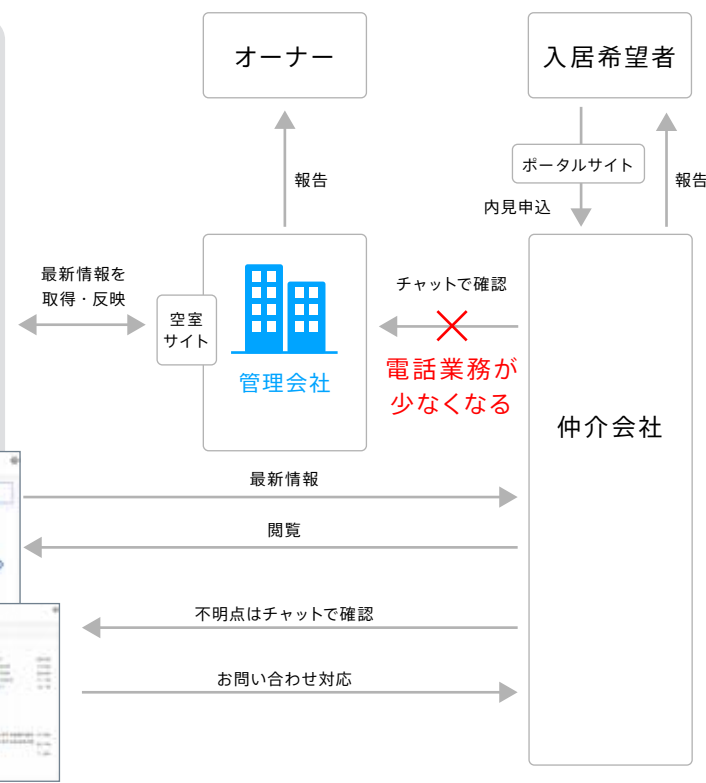 オーナー
入居希望者
ポータルサイト
報告
報告
内見申込
最新情報を
取得・反映
空室
サイト
管理会社
チャットで確認
電話業務が
少なくなる
仲介会社
最新情報
閲覧
不明点はチャットで確認
お問い合わせ対応